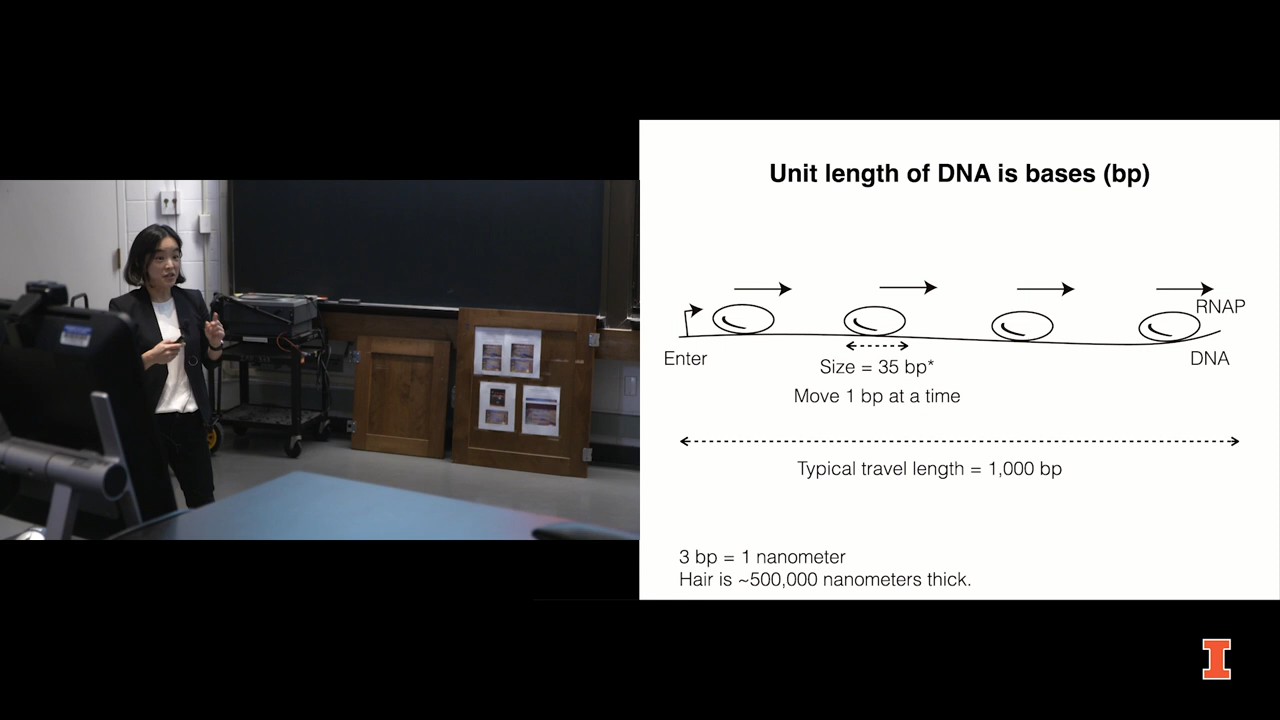 Unit length of DNA is bases (bp)
RNAP
Enter
DNA
Size = 35 bp*
Move 1 bp at a time
Typical travel length = 1,000 bp
3 bp = 1 nanometer
Hair is ~500,000 nanometers thick.
I